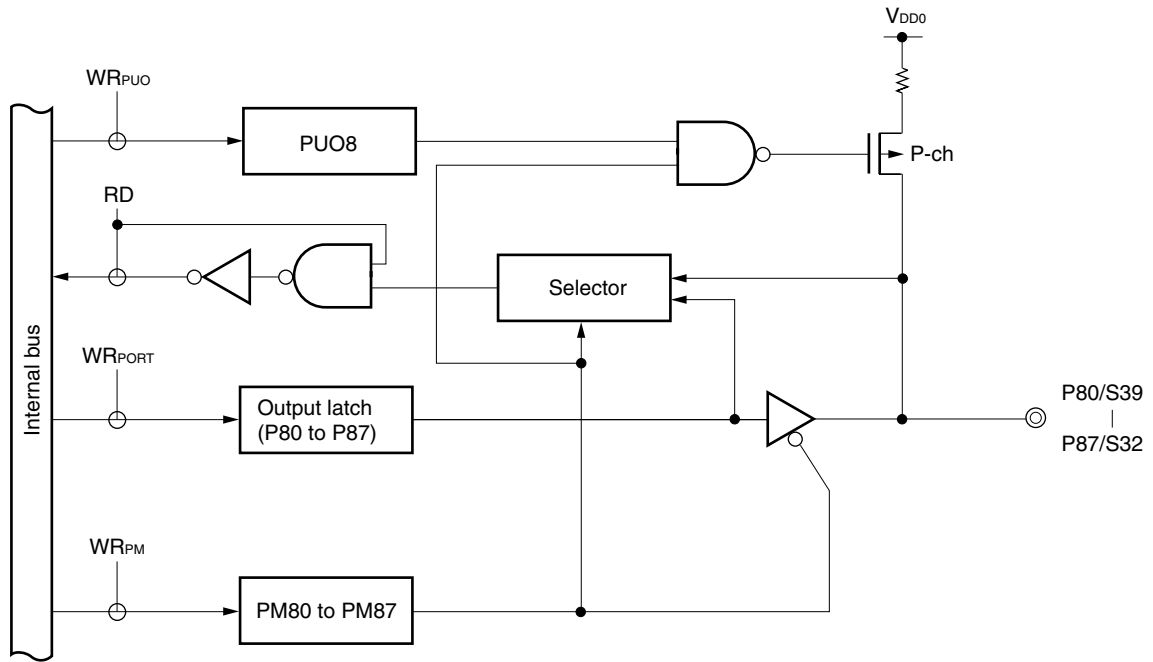 VDD0
WRPUO
PUO8
P-ch
RD
Selector
Internal bus
WRPORT
Output latch
(P80 to P87)
P80/S39
P87/S32
WRPM
PM80 to PM87